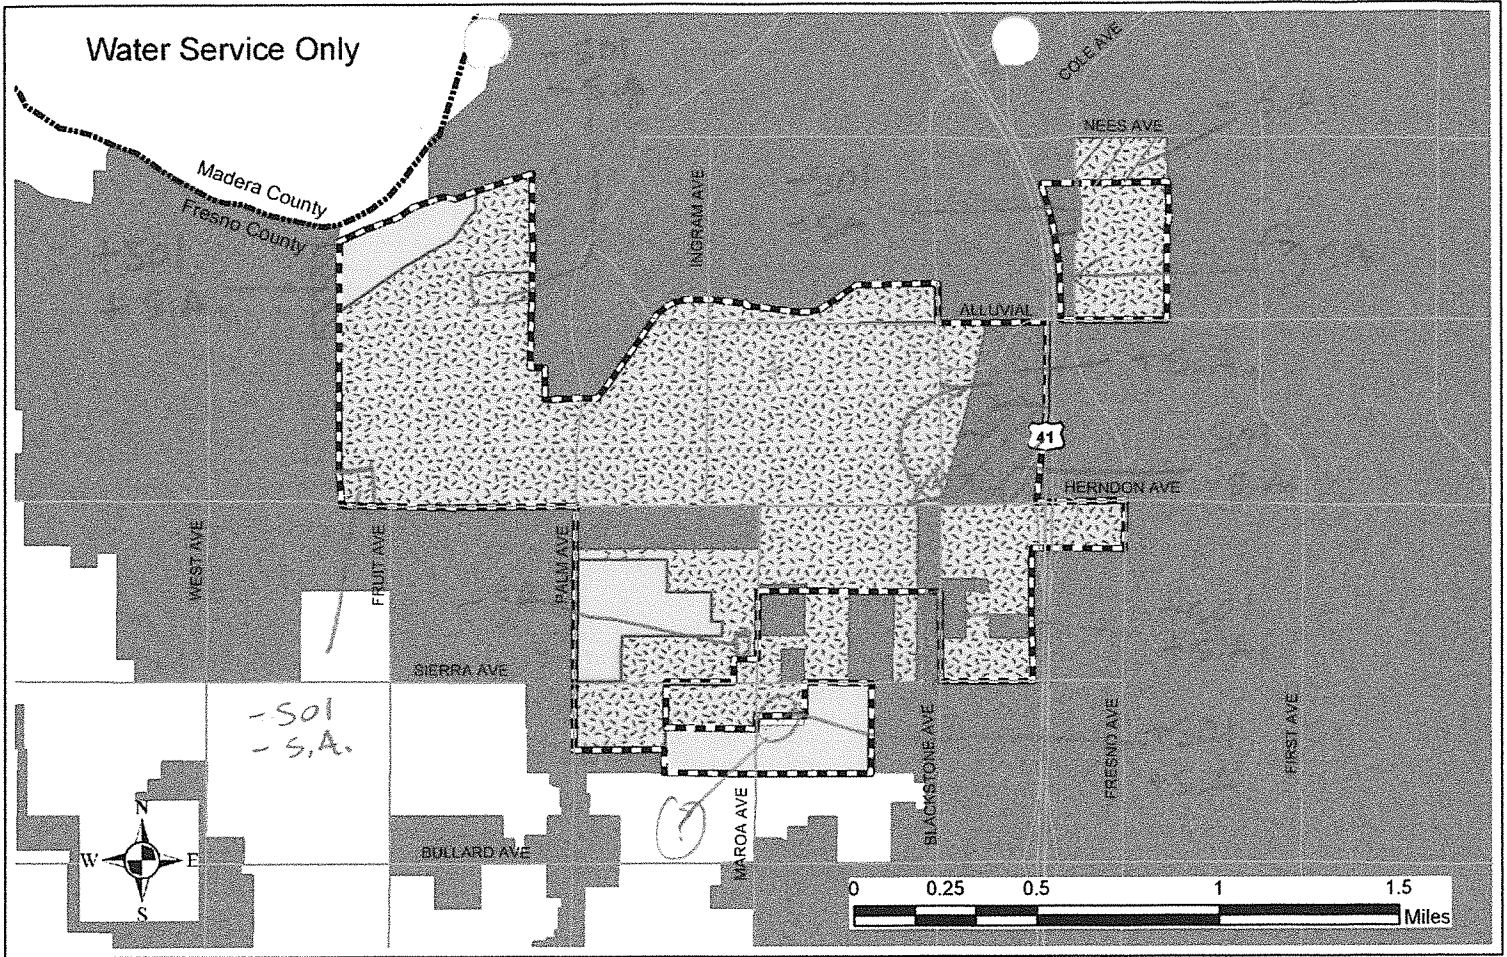 Water Service Only
COLE AVE
NEES AVE
Madera County
Fresno County
INGRAM AVE
ALLUVIAL
41
HERNDON AVE
WEST AVE
FRUIT AVE
PALM AVE
SIERRA AVE
- SOI
- S.A.
BLACKSTONE AVE
FRESNO AVE
FIRST AVE
MAROA AVE
BULLARD AVE
N
W E
S
?
0 0.25 0.5 1 1.5
Miles